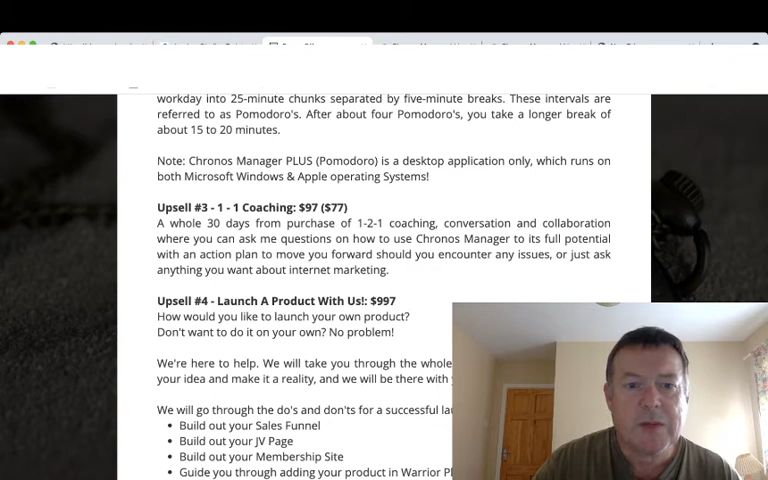 workday into 25-minute chunks separated by five-minute breaks. These intervals are
referred to as Pomodoro's. After about four Pomodoro's, you take a longer break of
about 15 to 20 minutes.
Note: Chronos Manager PLUS (Pomodoro) is a desktop application only, which runs on
both Microsoft Windows & Apple operating Systems!
Upsell #3 - 1 - 1 Coaching: $97 ($77)
A whole 30 days from purchase of 1-2-1 coaching, conversation and collaboration
where you can ask me questions on how to use Chronos Manager to its full potential
with an action plan to move you forward should you encounter any issues, or just ask
anything you want about internet marketing.
Upsell #4 - Launch A Product With Us!: $997
How would you like to launch your own product?
Don't want to do it on your own? No problem!
We're here to help. We will take you through the whole
your idea and make it a reality, and we will be there with
We will go through the do's and don'ts for a successful
• Build out your Sales Funnel
• Build out your JV Page
• Build out your Membership Site
• Guide you through adding your product in Warrior